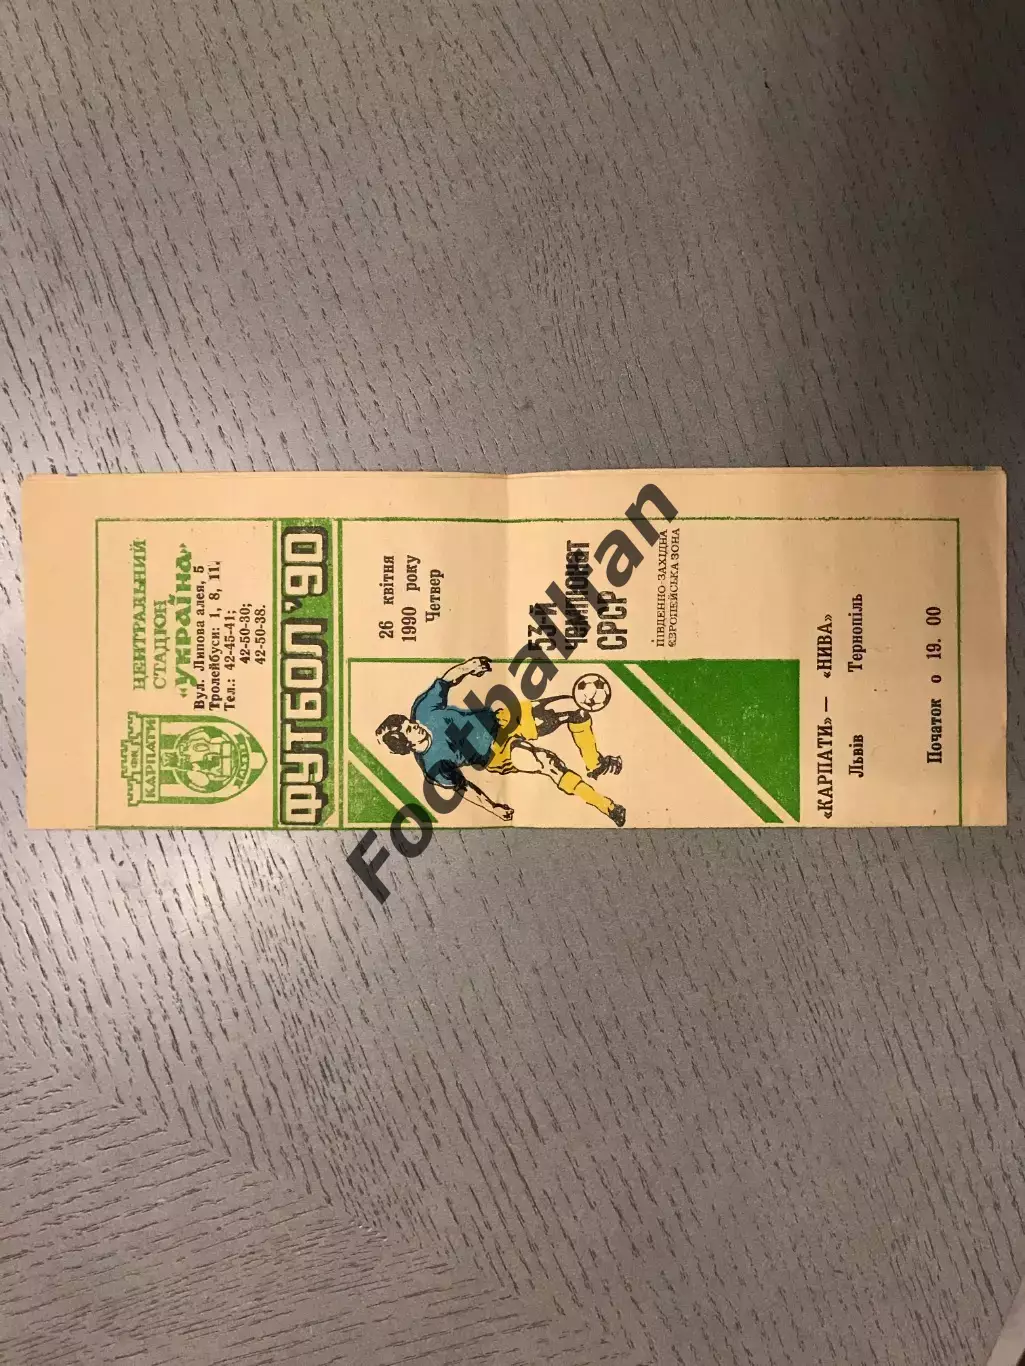 ЦЕНТРАЛЬНИЙ
СТАДІОН
"УКРАЇНА"
Вул. Липова алея, 5
Тролейбуси: 1, 8, 11.
Тел.: 42-45-41;
42-50-30;
42-50-38.
ФК
КАРПАТИ
ЛЬВІВ
ФУТБОЛ '90
26 квітня
1990 року
Четвер
53-й
ЧЕМПІОНАТ
СРСР
ПІВДЕННО-ЗАХІДНА
ЄВРОПЕЙСЬКА ЗОНА
«КАРПАТИ» — «НИВА»
Львів Тернопіль
Початок о 19. 00
Footballfan